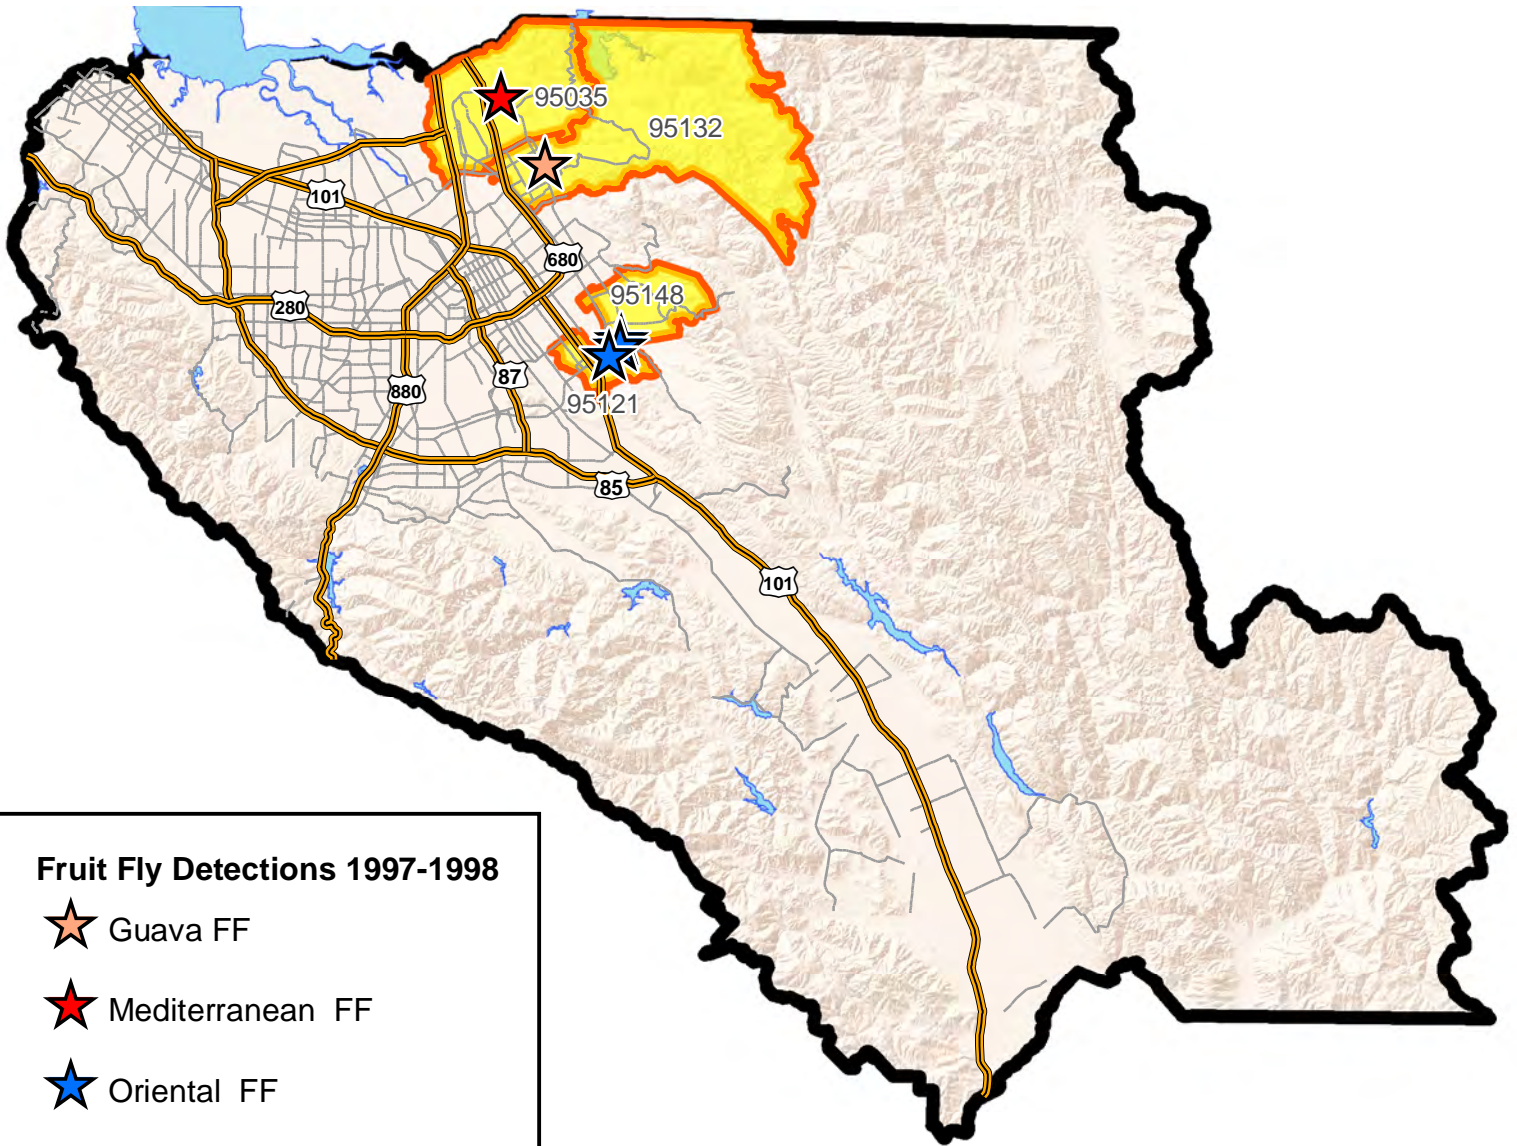 95035
95132
101
680
95148
280
87
880
95121
85
101
Fruit Fly Detections 1997-1998
Guava FF
Mediterranean FF
Oriental FF